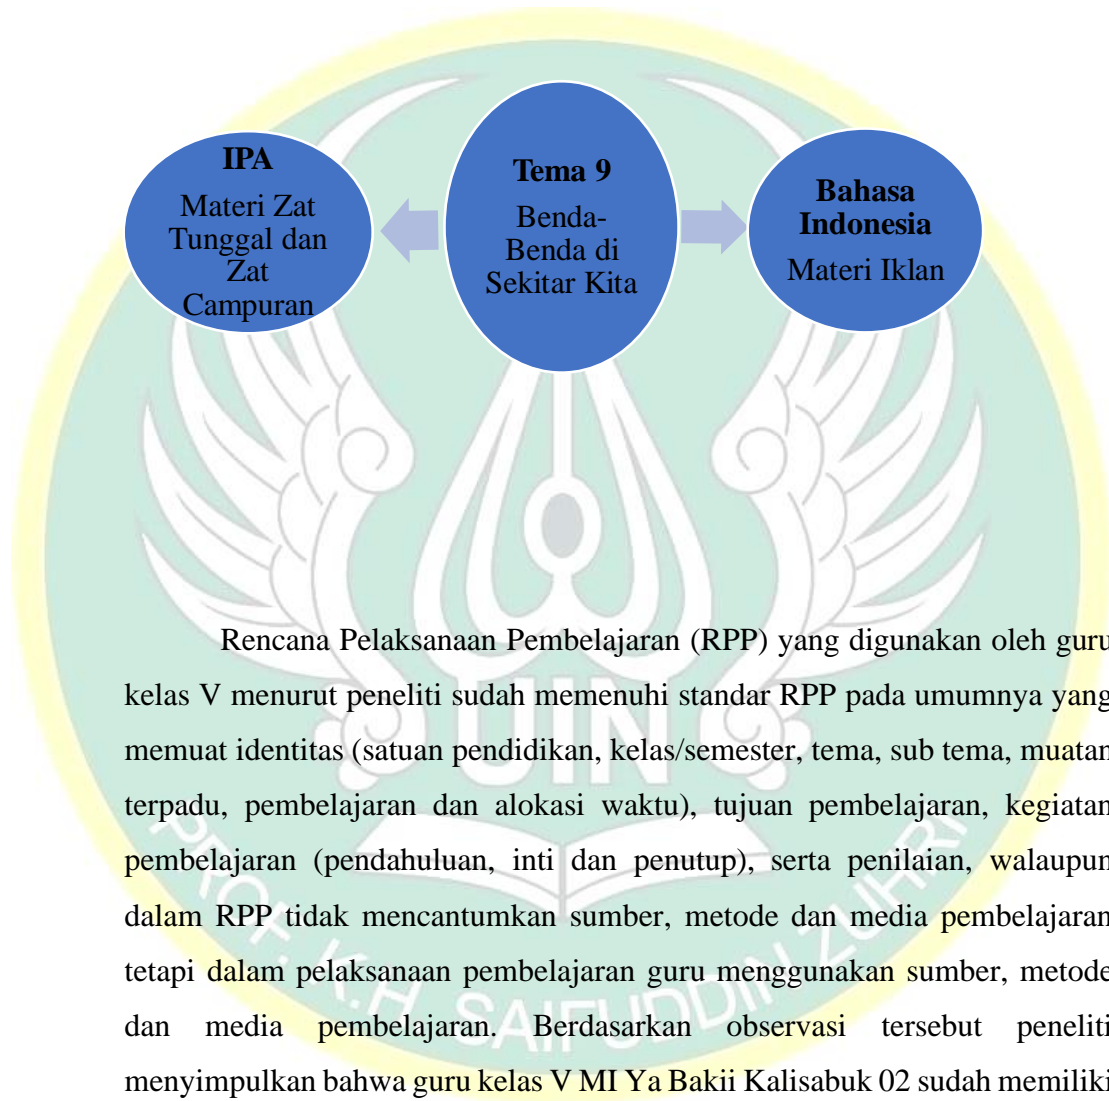 IPA
Materi Zat
Tunggal dan
Zat
Campuran
Tema 9
Benda-
Benda di
Sekitar Kita
Bahasa
Indonesia
Materi Iklan
Rencana Pelaksanaan Pembelajaran (RPP) yang digunakan oleh guru
kelas V menurut peneliti sudah memenuhi standar RPP pada umumnya yang
memuat identitas (satuan pendidikan, kelas/semester, tema, sub tema, muatan
terpadu, pembelajaran dan alokasi waktu), tujuan pembelajaran, kegiatan
pembelajaran (pendahuluan, inti dan penutup), serta penilaian, walaupun
dalam RPP tidak mencantumkan sumber, metode dan media pembelajaran
tetapi dalam pelaksanaan pembelajaran guru menggunakan sumber, metode
dan media pembelajaran. Berdasarkan observasi tersebut peneliti
menyimpulkan bahwa guru kelas V MI Ya Bakii Kalisabuk 02 sudah memiliki
UIN
PROF. K.H. SAIFUDDIN ZUHRI